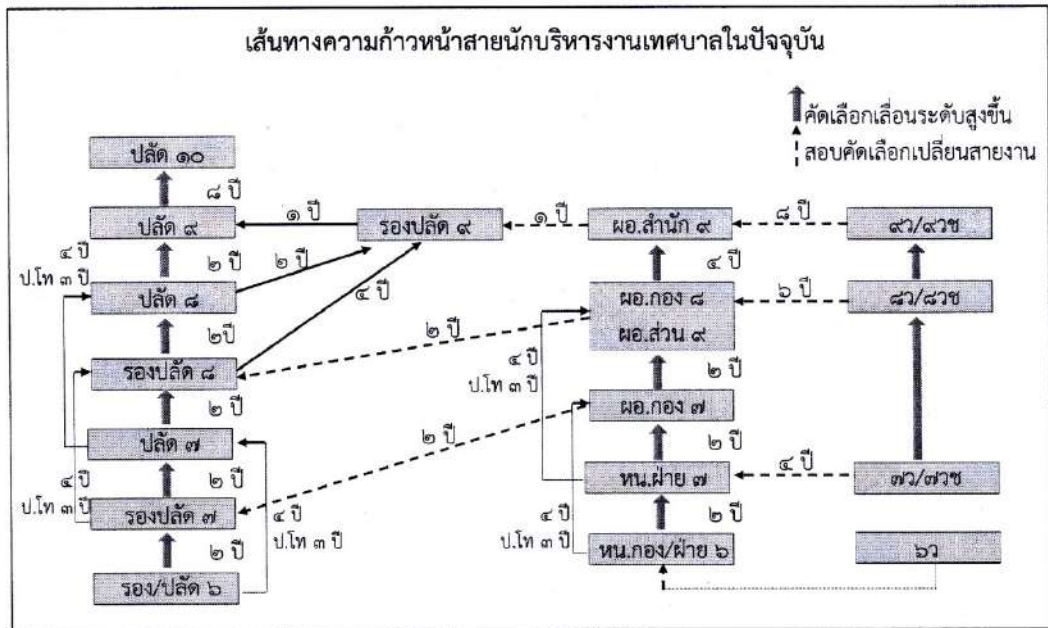 เส้นทางความก้าวหน้าสายนักบริหารงานเทศบาลในปัจจุบัน
คัดเลือกเลื่อนระดับสูงขึ้น
สอบคัดเลือกเปลี่ยนสายงาน
ปลัด ๑๐
๘ ปี
ปลัด ๙
๑ ปี
รองปลัด ๙
๑ ปี
ผอ.สำนัก ๙
๘ ปี
๙ว/๙วช
๔ ปี
ป.โท ๓ ปี
๒ ปี
๒ ปี
๔ ปี
๔ ปี
ปลัด ๘
ผอ.กอง ๘
ผอ.ส่วน ๙
๖ ปี
๘ว/๘วช
๒ปี
๒ ปี
รองปลัด ๘
๔ ปี
ป.โท ๓ ปี
๒ ปี
๒ ปี
ผอ.กอง ๗
ปลัด ๗
๒ ปี
๒ ปี
๔ ปี
ป.โท ๓ ปี
๒ ปี
หน.ฝ่าย ๗
๔ ปี
๗ว/๗วช
รองปลัด ๗
๔ ปี
ป.โท ๓ ปี
๔ ปี
ป.โท ๓ ปี
๒ ปี
๒ ปี
หน.กอง/ฝ่าย ๖
๖ว
รอง/ปลัด ๖